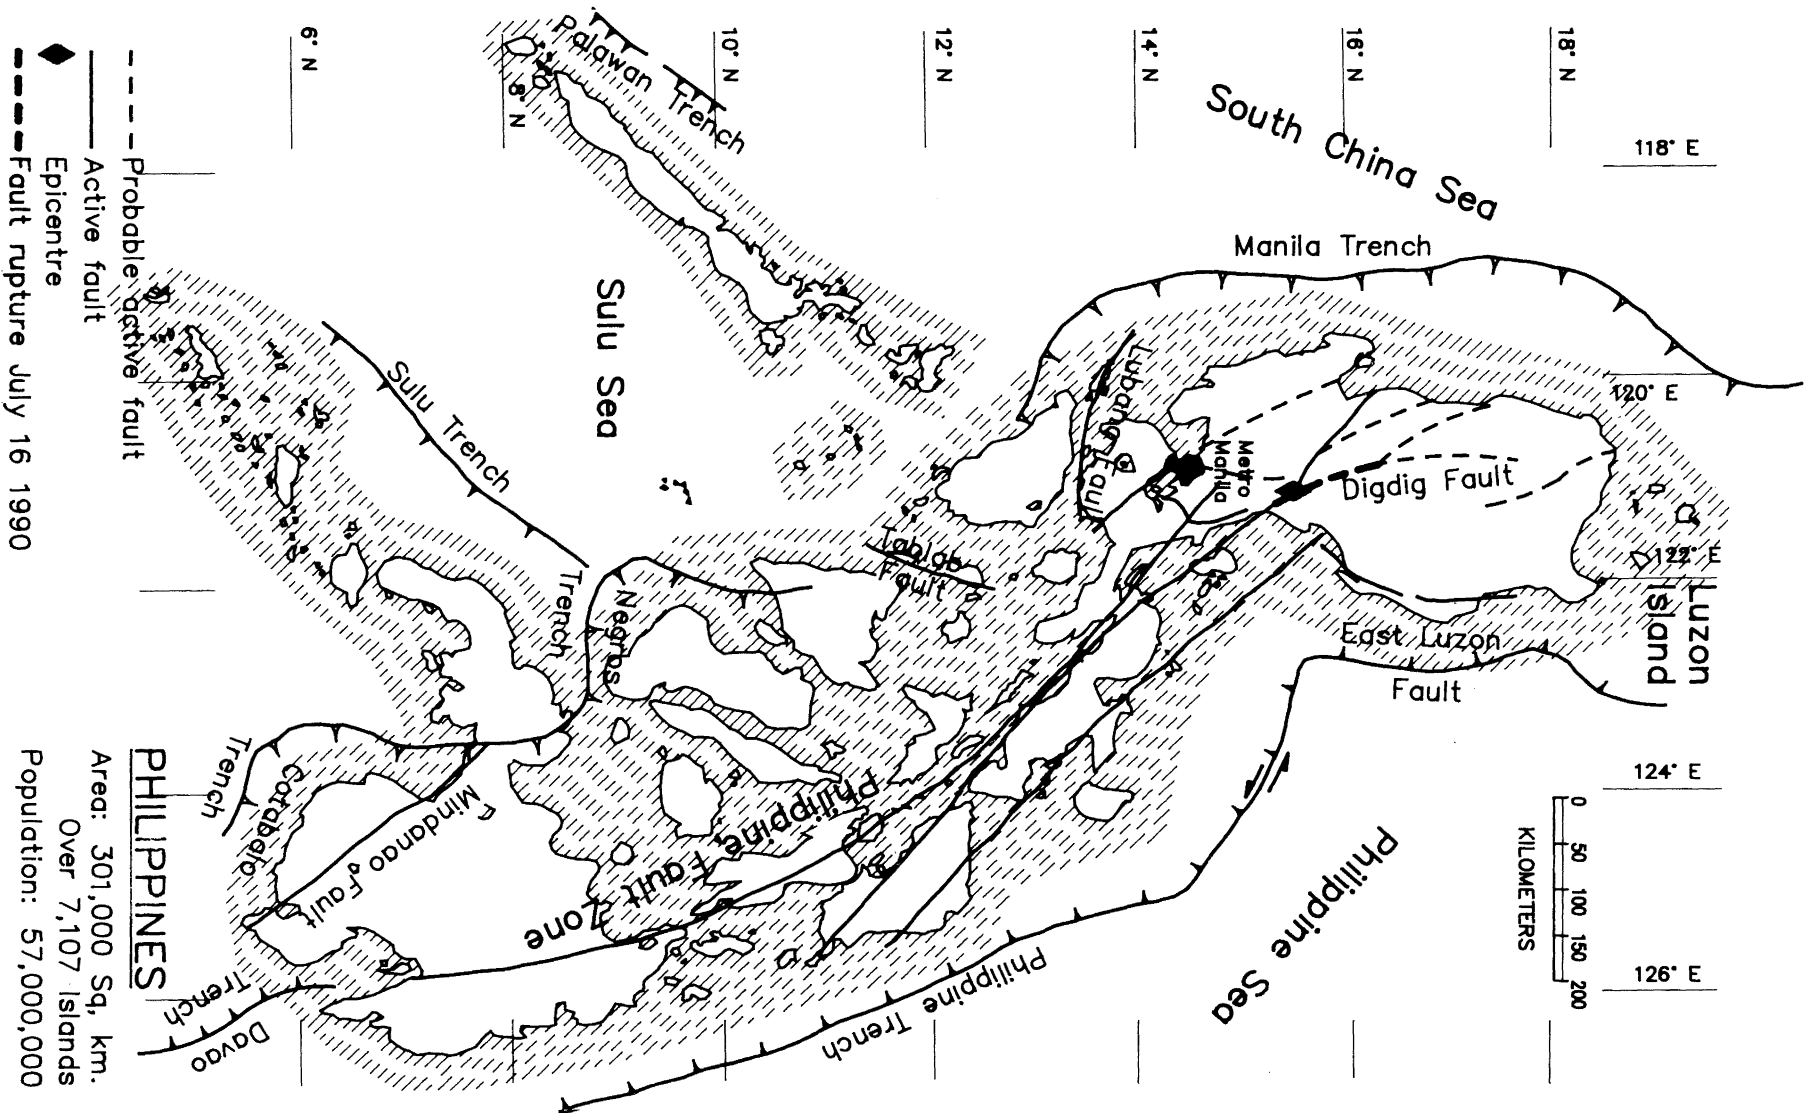 South China Sea
Manila Trench
Palawan
Trench
Sulu Sea
Sulu Trench
Lubang Fault
Metro
Manila
Digdig Fault
Luzon
Island
East Luzon
Fault
Tablab
Fault
Negros
Trench
Cotabato
Trench
Mindanao Fault
Philippine Fault Zone
Philippine Sea
Philippine Trench
Davao
Trench
6° N
8° N
10° N
12° N
14° N
16° N
18° N
118° E
120° E
122° E
124° E
126° E
0 50 100 150 200
KILOMETERS
PHILIPPINES
Area: 301,000 Sq, km.
Over 7,107 Islands
Population: 57,000,000
Probable active fault
Active fault
Epicentre
Fault rupture July 16 1990